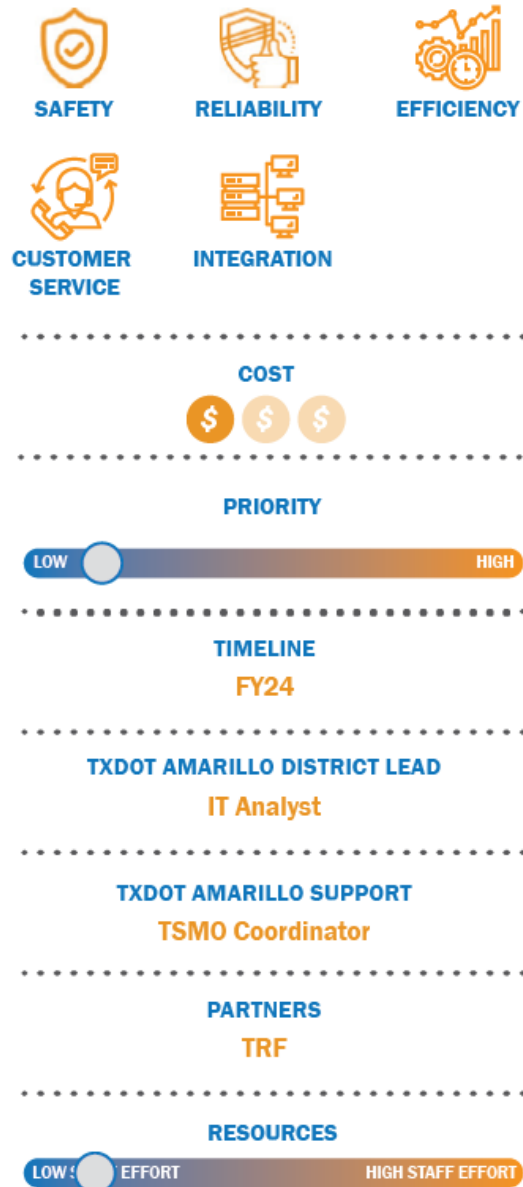 SAFETY RELIABILITY EFFICIENCY
CUSTOMER SERVICE INTEGRATION
COST
$ $ $
PRIORITY
LOW HIGH
TIMELINE
FY24
TXDOT AMARILLO DISTRICT LEAD
IT Analyst
TXDOT AMARILLO SUPPORT
TSMO Coordinator
PARTNERS
TRF
RESOURCES
LOW EFFORT HIGH STAFF EFFORT